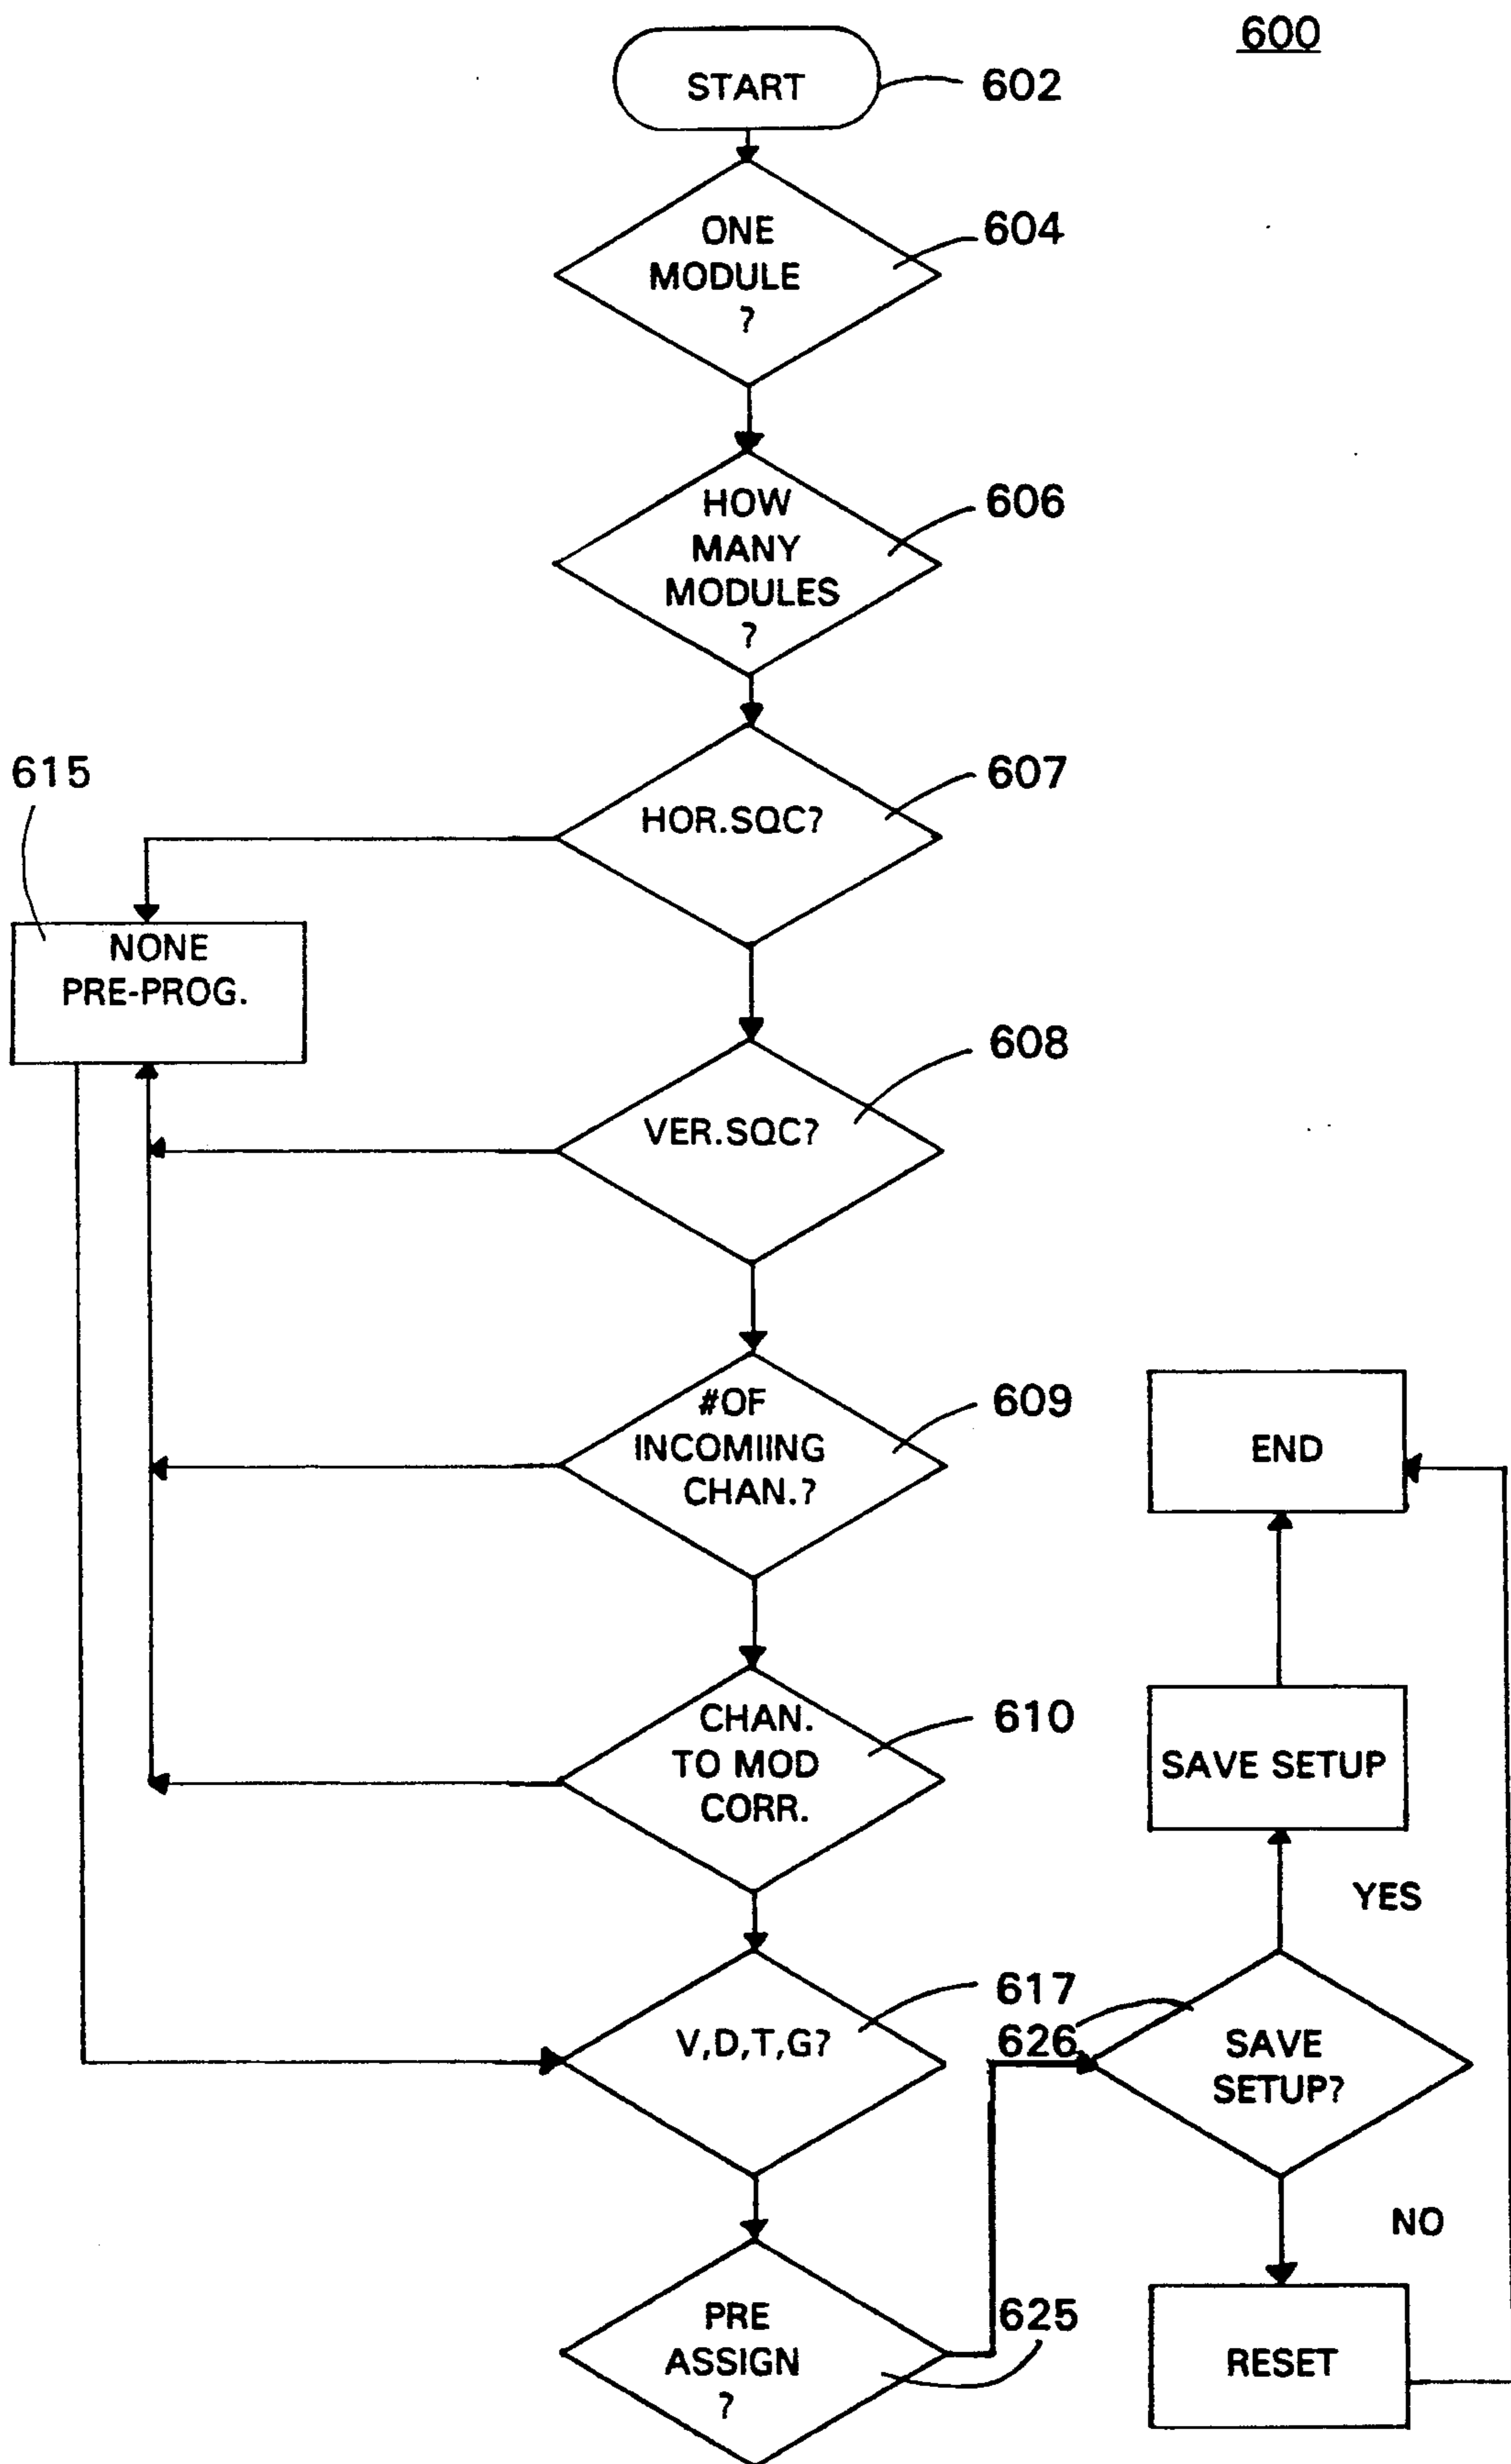 600
START
602
ONE
MODULE
?
604
HOW
MANY
MODULES
?
606
HOR.SQC?
607
615
NONE
PRE-PROG.
VER.SQC?
608
#OF
INCOMIING
CHAN.?
609
END
CHAN.
TO MOD
CORR.
610
SAVE SETUP
YES
V,D,T,G?
617
626
SAVE
SETUP?
NO
PRE
ASSIGN
?
625
RESET